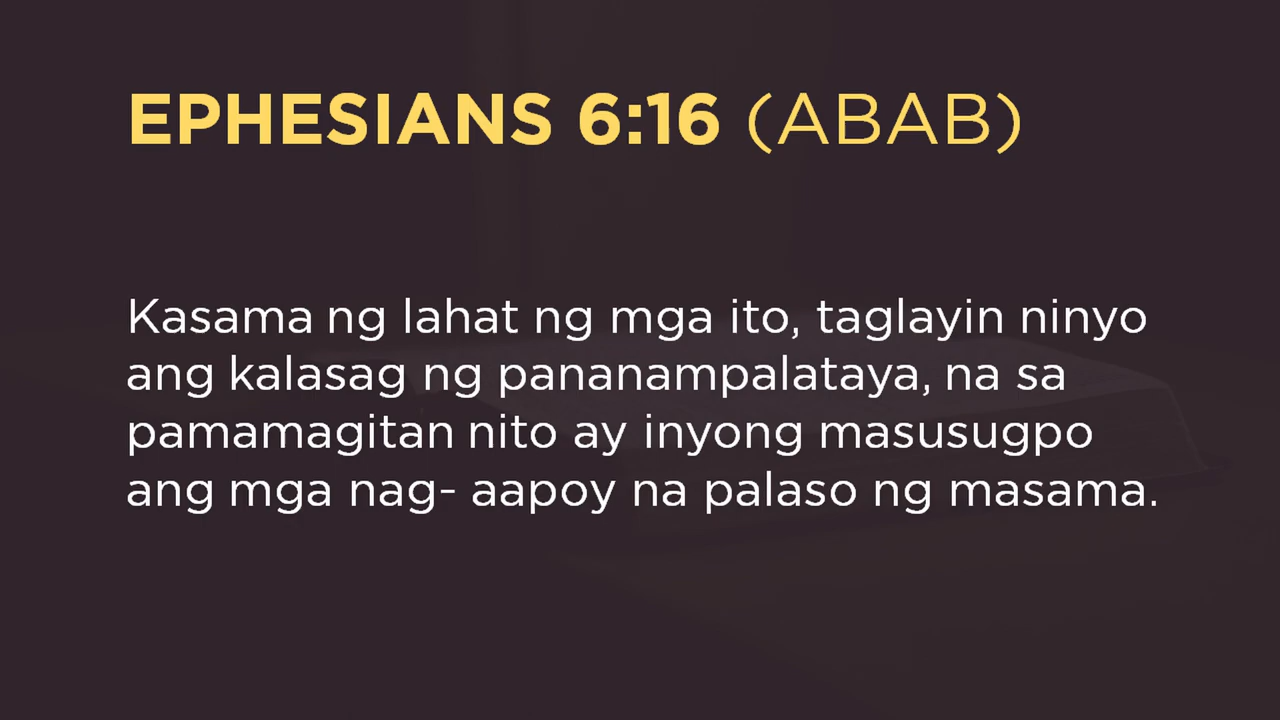 EPHESIANS 6:16 (ABAB)
Kasama ng lahat ng mga ito, taglayin ninyo
ang kalasag ng pananampalataya, na sa
pamamagitan nito ay inyong masusugpo
ang mga nag- aapoy na palaso ng masama.